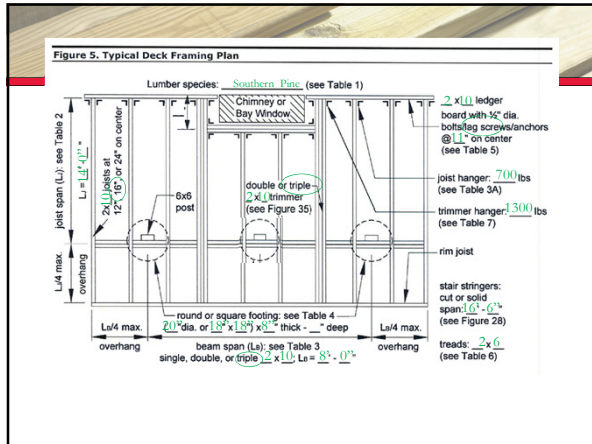 Figure 5. Typical Deck Framing Plan
Lumber species: Southern Pine (see Table 1)
Chimney or
Bay Window
2 x10 ledger
board with ½" dia.
bolts/lag screws/anchors
@ 11" on center
(see Table 5)
joist span (LJ): see Table 2
LJ = 14'-0"
2x10 joists at
12", 16", or 24" on center
6x6
post
double or triple
2 x10 trimmer
(see Figure 35)
joist hanger: 700 lbs
(see Table 3A)
trimmer hanger: 1300 lbs
(see Table 7)
LJ/4 max.
overhang
rim joist
round or square footing: see Table 4
20" dia. or 18" x 18" x 8" thick - __" deep
stair stringers:
cut or solid
span: 16' - 6"
(see Figure 28)
LB/4 max.
overhang
beam span (LB): see Table 3
single, double, or triple 2 x 10; LB = 8' - 0"
LB/4 max.
overhang
treads: 2x6
(see Table 6)